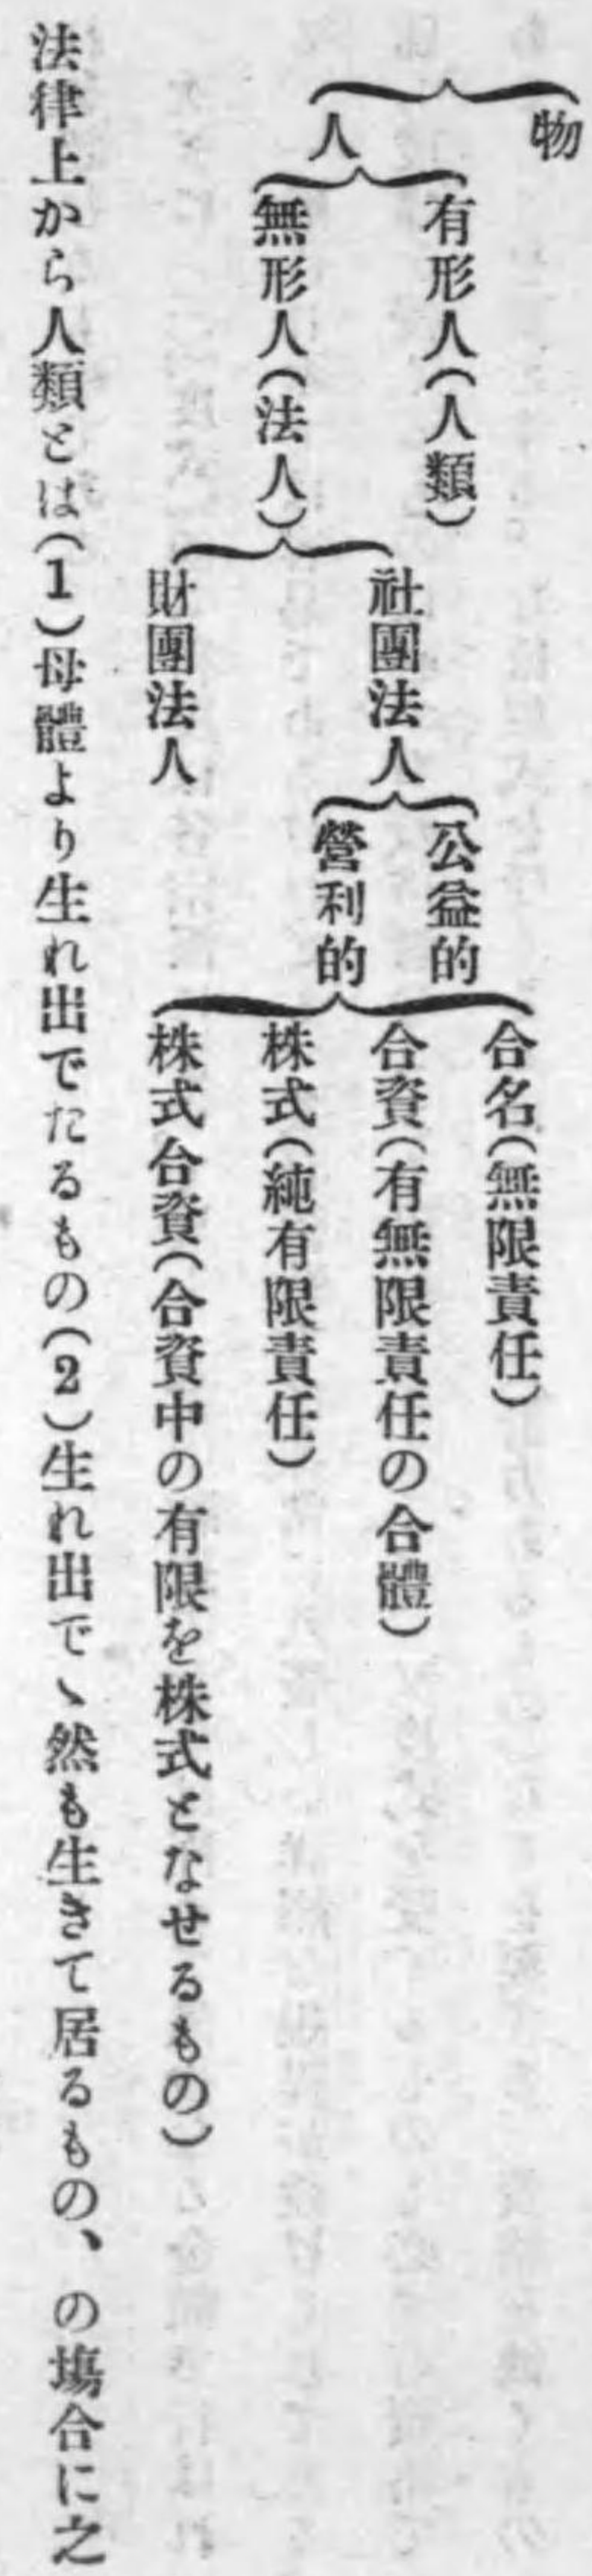 物
人
有形人(人類)
無形人(法人)
社團法人
財團法人
公益的
營利的
合名(無限責任)
合資(有無限責任の合體)
株式(純有限責任)
株式合資(合資中の有限を株式となせるもの)
法律上から人類とは(1)母體より生れ出でたるもの(2)生れ出でゝ然も生きて居るもの、の塲合に之